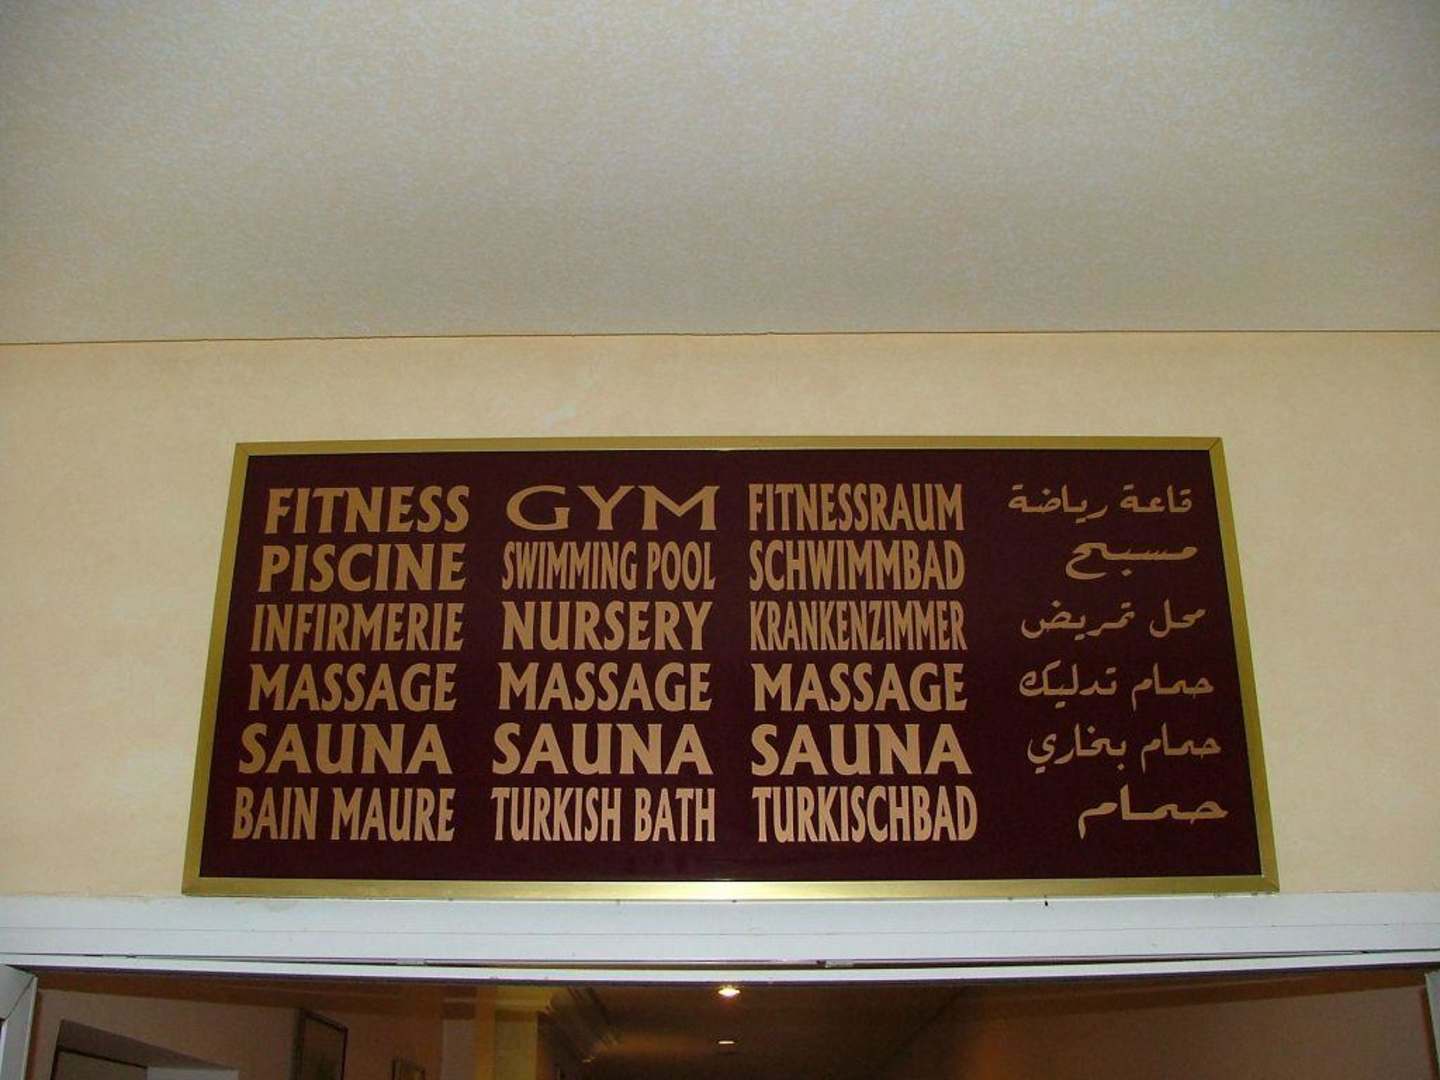 FITNESS GYM FITNESSRAUM قاعة رياضة
PISCINE SWIMMING POOL SCHWIMMBAD مسبح
INFIRMERIE NURSERY KRANKENZIMMER محل تمريض
MASSAGE MASSAGE MASSAGE حمام تدليك
SAUNA SAUNA SAUNA حمام بخاري
BAIN MAURE TURKISH BATH TURKISCHBAD حمام